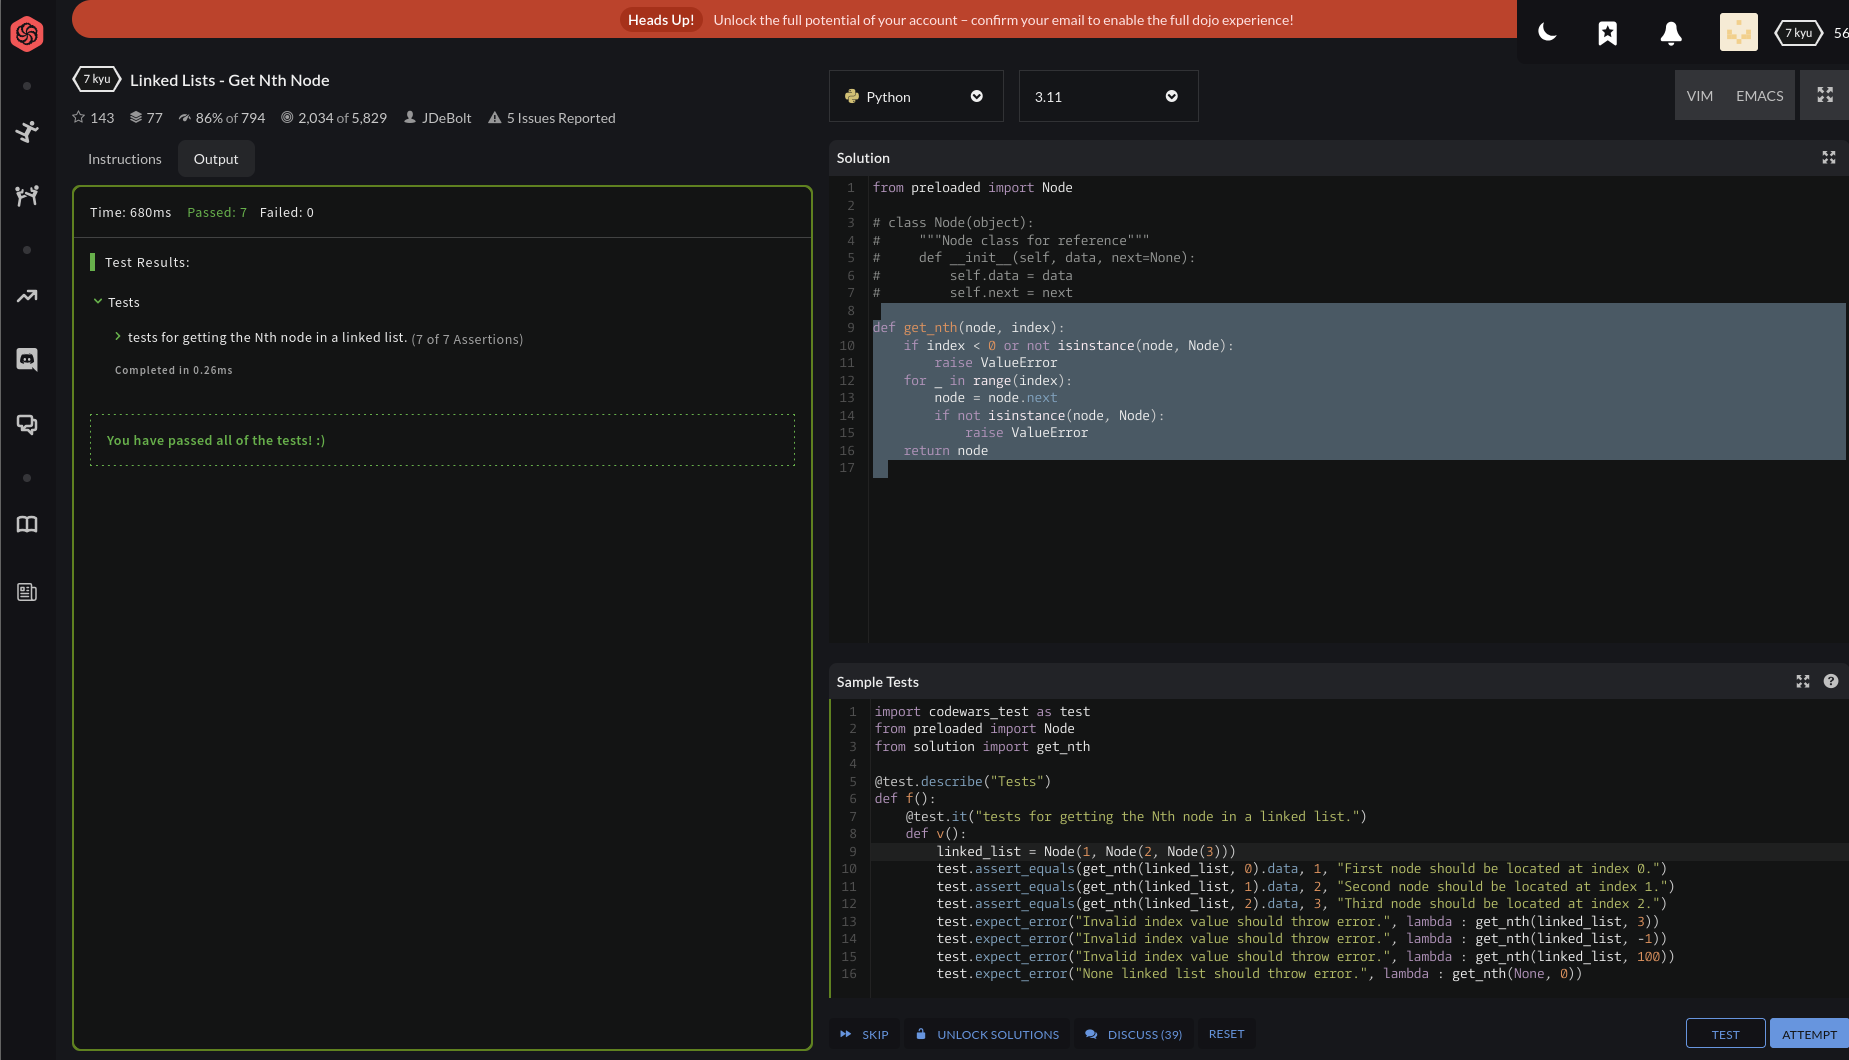 Heads Up! Unlock the full potential of your account – confirm your email to enable the full dojo experience!
7 kyu 56
7 kyu Linked Lists - Get Nth Node
143 77 86% of 794 2,034 of 5,829 JDeBolt 5 Issues Reported
Instructions Output
Time: 680ms Passed: 7 Failed: 0
Test Results:
Tests
tests for getting the Nth node in a linked list. (7 of 7 Assertions)
Completed in 0.26ms
You have passed all of the tests! :)
Python 3.11 VIM EMACS
Solution
1 from preloaded import Node
2
3 # class Node(object):
4 #     """Node class for reference"""
5 #     def __init__(self, data, next=None):
6 #         self.data = data
7 #         self.next = next
8
9 def get_nth(node, index):
10     if index < 0 or not isinstance(node, Node):
11         raise ValueError
12     for _ in range(index):
13         node = node.next
14         if not isinstance(node, Node):
15             raise ValueError
16     return node
17
Sample Tests
1 import codewars_test as test
2 from preloaded import Node
3 from solution import get_nth
4
5 @test.describe("Tests")
6 def f():
7     @test.it("tests for getting the Nth node in a linked list.")
8     def v():
9         linked_list = Node(1, Node(2, Node(3)))
10         test.assert_equals(get_nth(linked_list, 0).data, 1, "First node should be located at index 0.")
11         test.assert_equals(get_nth(linked_list, 1).data, 2, "Second node should be located at index 1.")
12         test.assert_equals(get_nth(linked_list, 2).data, 3, "Third node should be located at index 2.")
13         test.expect_error("Invalid index value should throw error.", lambda : get_nth(linked_list, 3))
14         test.expect_error("Invalid index value should throw error.", lambda : get_nth(linked_list, -1))
15         test.expect_error("Invalid index value should throw error.", lambda : get_nth(linked_list, 100))
16         test.expect_error("None linked list should throw error.", lambda : get_nth(None, 0))
SKIP UNLOCK SOLUTIONS DISCUSS (39) RESET TEST ATTEMPT